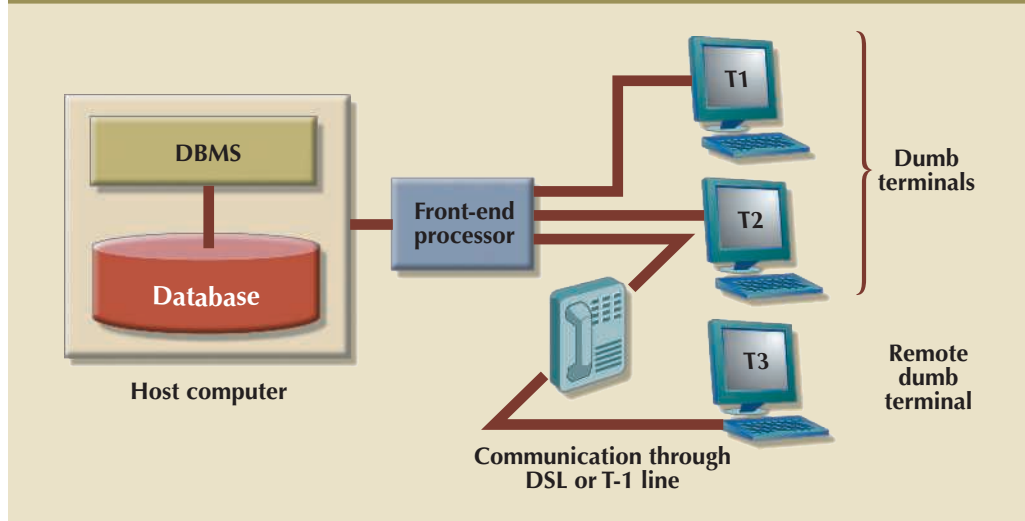 DBMS
Database
Host computer
Front-end
processor
T1
T2
T3
Dumb
terminals
Remote
dumb
terminal
Communication through
DSL or T-1 line